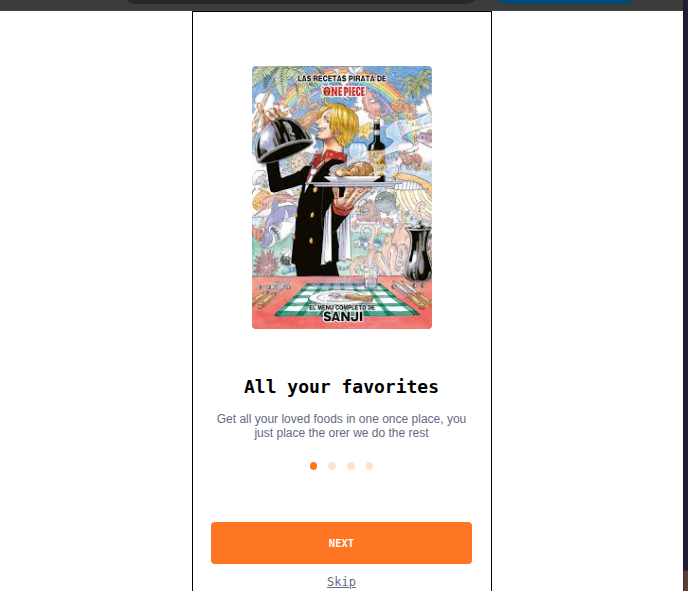 LAS RECETAS PIRATA DE
ONE PIECE
EL MENÚ COMPLETO DE
SANJI
All your favorites
Get all your loved foods in one once place, you
just place the orer we do the rest
NEXT
Skip